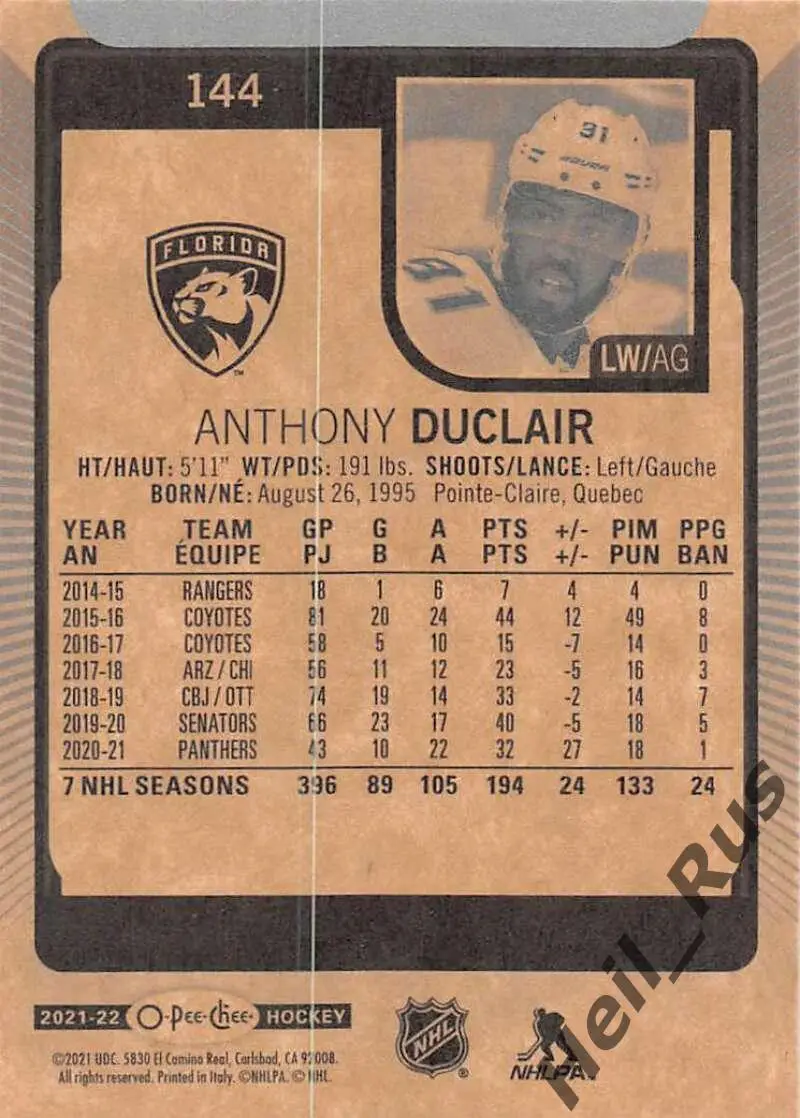 144
31
FLORIDA
LW/AG
ANTHONY DUCLAIR
HT/HAUT: 5'11" WT/PDS: 191 lbs. SHOOTS/LANCE: Left/Gauche
BORN/NÉ: August 26, 1995 Pointe-Claire, Quebec
YEAR TEAM GP G A PTS +/- PIM PPG
AN ÉQUIPE PJ B A PTS +/- PUN BAN
2014-15 RANGERS 18 1 6 7 4 4 0
2015-16 COYOTES 81 20 24 44 12 49 8
2016-17 COYOTES 58 5 10 15 -7 14 0
2017-18 ARZ/CHI 56 11 12 23 -5 16 3
2018-19 CBJ/OTT 74 19 14 33 -2 14 7
2019-20 SENATORS 66 23 17 40 -5 18 5
2020-21 PANTHERS 43 10 22 32 27 18 1
7 NHL SEASONS 396 89 105 194 24 133 24
2021-22 O-Pee-Chee HOCKEY
©2021 UDC. 5830 El Camino Real, Carlsbad, CA 92008.
All rights reserved. Printed in Italy. ©NHLPA. © NHL.
NHL
NHLPA
Neil_Rus